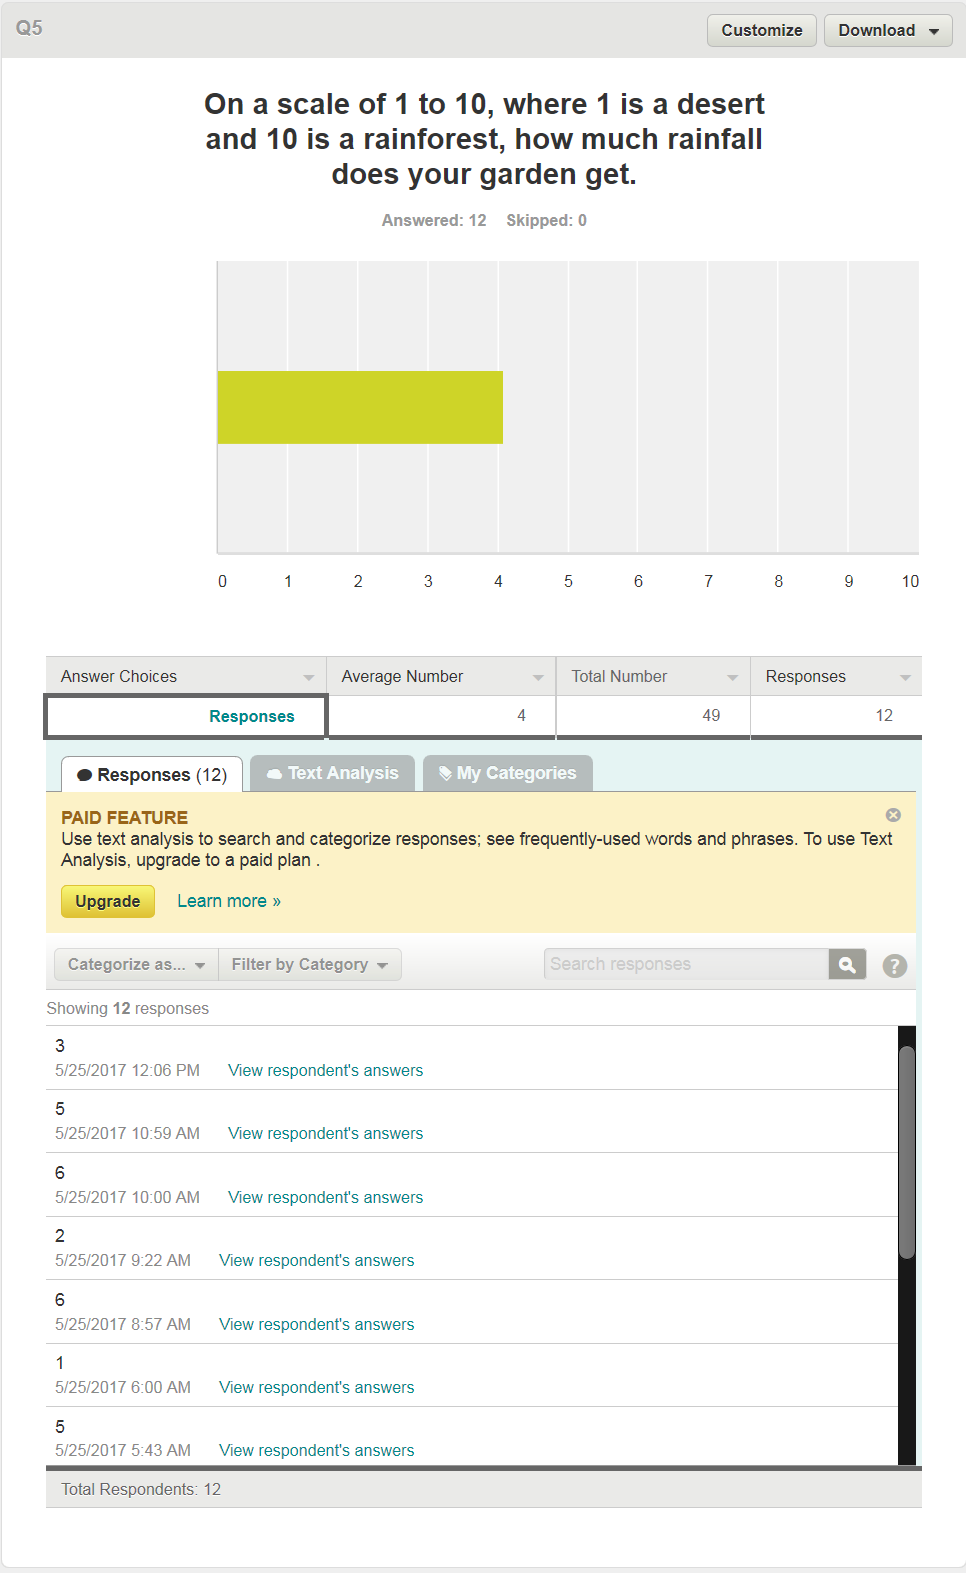 Q5
Customize
Download
On a scale of 1 to 10, where 1 is a desert
and 10 is a rainforest, how much rainfall
does your garden get.
Answered: 12 Skipped: 0
0 1 2 3 4 5 6 7 8 9 10
Answer Choices Average Number Total Number Responses
Responses 4 49 12
Responses (12) Text Analysis My Categories
PAID FEATURE
Use text analysis to search and categorize responses; see frequently-used words and phrases. To use Text
Analysis, upgrade to a paid plan .
Upgrade Learn more »
Categorize as... Filter by Category Search responses ?
Showing 12 responses
3
5/25/2017 12:06 PM View respondent's answers
5
5/25/2017 10:59 AM View respondent's answers
6
5/25/2017 10:00 AM View respondent's answers
2
5/25/2017 9:22 AM View respondent's answers
6
5/25/2017 8:57 AM View respondent's answers
1
5/25/2017 6:00 AM View respondent's answers
5
5/25/2017 5:43 AM View respondent's answers
Total Respondents: 12